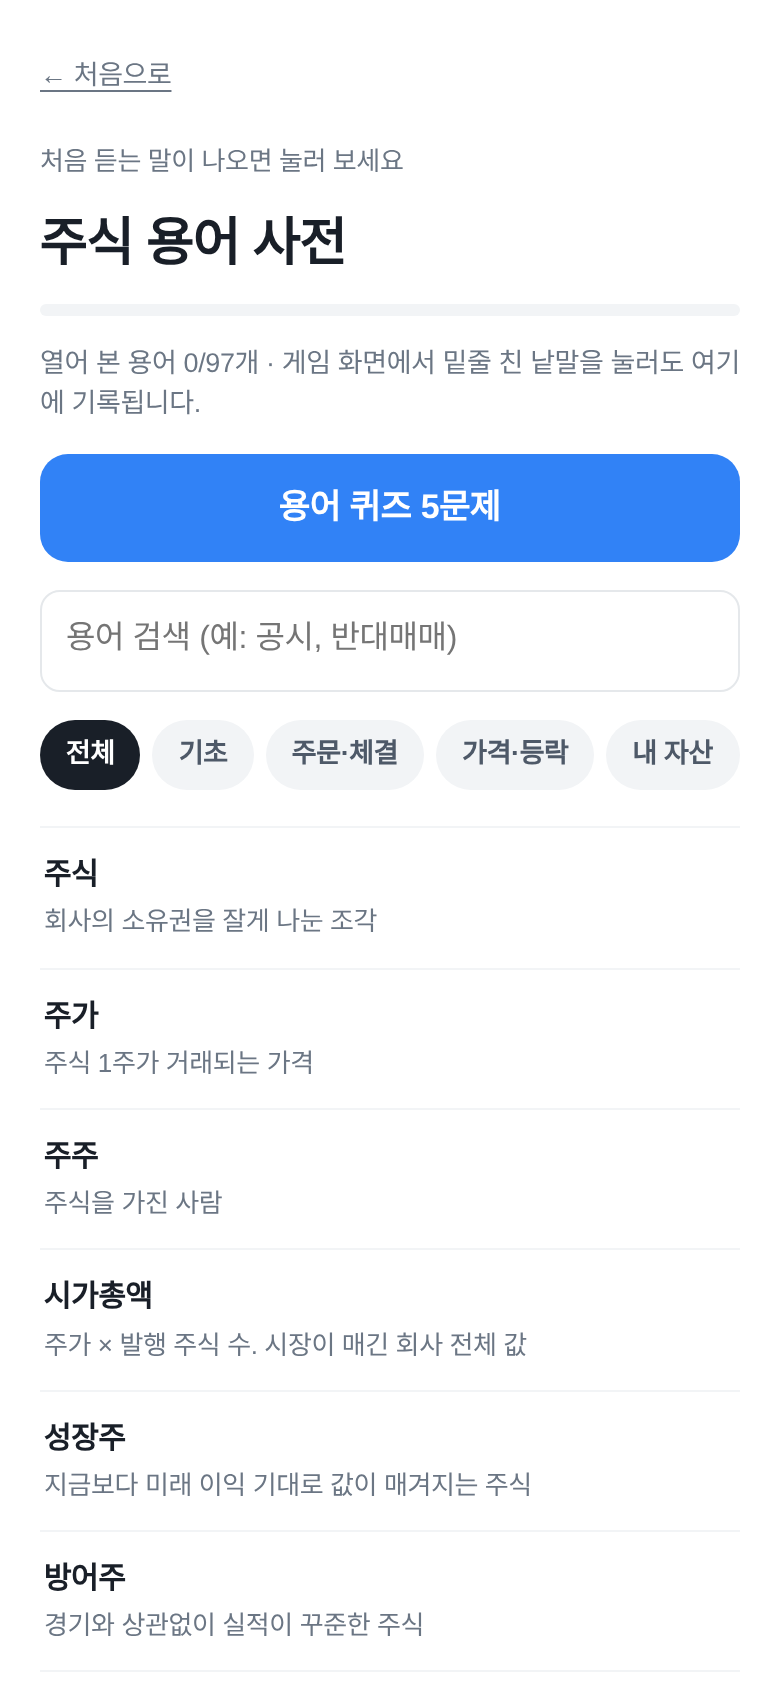 ← 처음으로
처음 듣는 말이 나오면 눌러 보세요
주식 용어 사전
열어 본 용어 0/97개 · 게임 화면에서 밑줄 친 낱말을 눌러도 여기
에 기록됩니다.
용어 퀴즈 5문제
용어 검색 (예: 공시, 반대매매)
전체 기초 주문·체결 가격·등락 내 자산
주식
회사의 소유권을 잘게 나눈 조각
주가
주식 1주가 거래되는 가격
주주
주식을 가진 사람
시가총액
주가 × 발행 주식 수. 시장이 매긴 회사 전체 값
성장주
지금보다 미래 이익 기대로 값이 매겨지는 주식
방어주
경기와 상관없이 실적이 꾸준한 주식